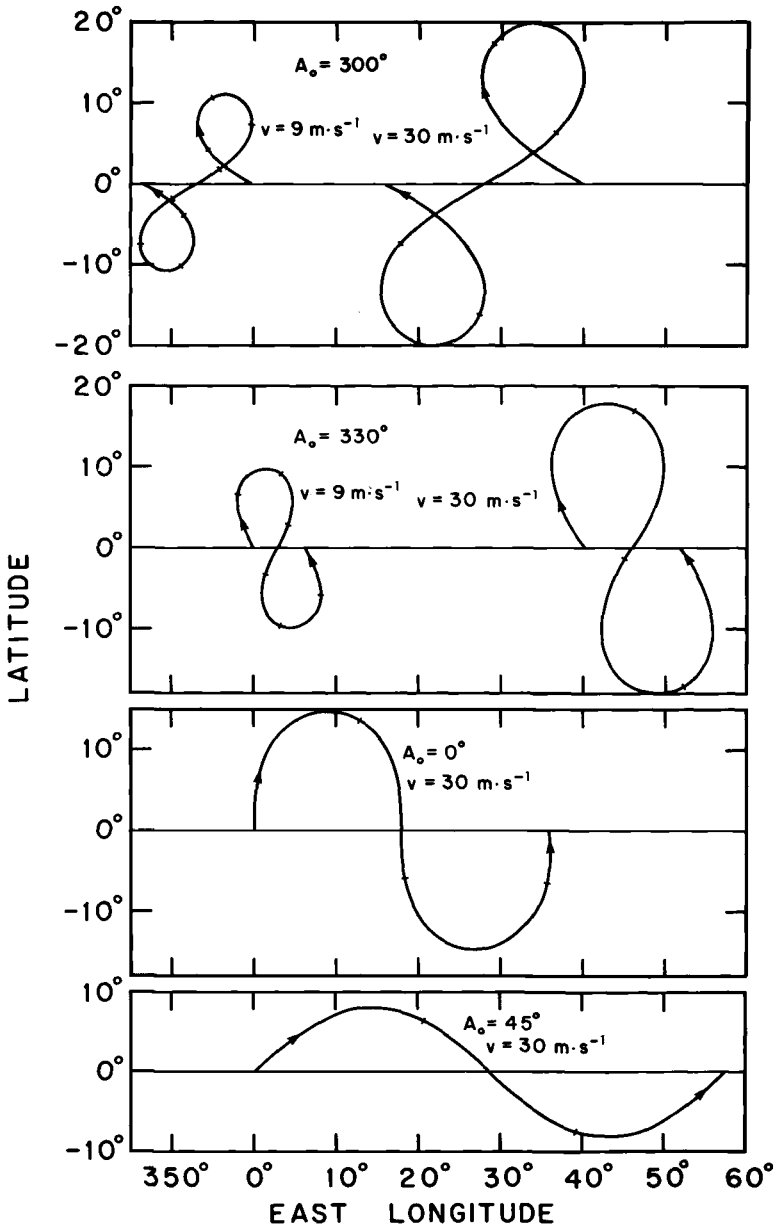 20°
A₀ = 300°
10°
v = 9 m·s⁻¹ v = 30 m·s⁻¹
0°
-10°
-20°
20°
A₀ = 330°
10°
v = 9 m·s⁻¹ v = 30 m·s⁻¹
0°
-10°
LATITUDE
10°
A₀ = 0°
v = 30 m·s⁻¹
0°
-10°
10°
A₀ = 45°
v = 30 m·s⁻¹
0°
-10°
350° 0° 10° 20° 30° 40° 50° 60°
EAST LONGITUDE